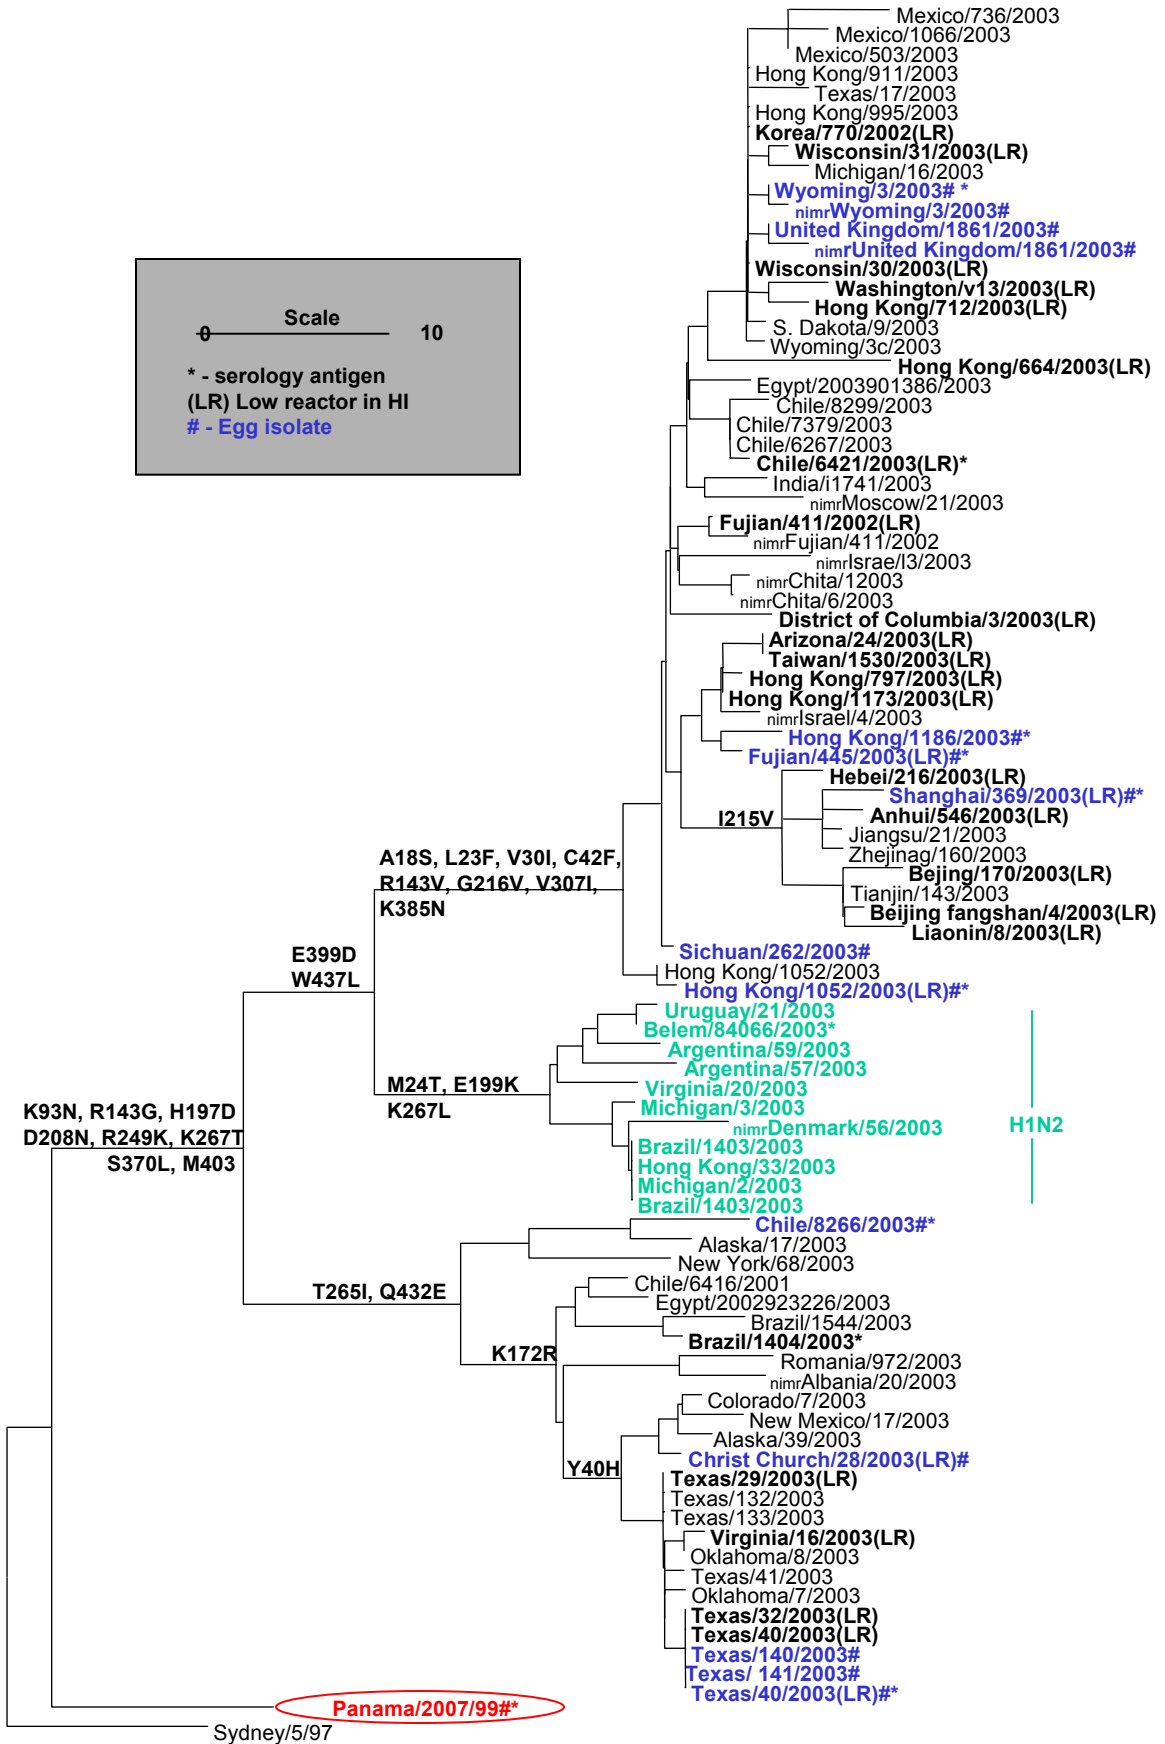 Mexico/736/2003
Mexico/1066/2003
Mexico/503/2003
Hong Kong/911/2003
Texas/17/2003
Hong Kong/995/2003
Korea/770/2002(LR)
Wisconsin/31/2003(LR)
Michigan/16/2003
Wyoming/3/2003# *
nimrWyoming/3/2003#
United Kingdom/1861/2003#
nimrUnited Kingdom/1861/2003#
Wisconsin/30/2003(LR)
Washington/v13/2003(LR)
Hong Kong/712/2003(LR)
S. Dakota/9/2003
Wyoming/3c/2003
Hong Kong/664/2003(LR)
Egypt/2003901386/2003
Chile/8299/2003
Chile/7379/2003
Chile/6267/2003
Chile/6421/2003(LR)*
India/i1741/2003
nimrMoscow/21/2003
Fujian/411/2002(LR)
nimrFujian/411/2002
nimrIsrae/l3/2003
nimrChita/12003
nimrChita/6/2003
District of Columbia/3/2003(LR)
Arizona/24/2003(LR)
Taiwan/1530/2003(LR)
Hong Kong/797/2003(LR)
Hong Kong/1173/2003(LR)
nimrIsrael/4/2003
Hong Kong/1186/2003#*
Fujian/445/2003(LR)#*
Hebei/216/2003(LR)
Shanghai/369/2003(LR)#*
Anhui/546/2003(LR)
Jiangsu/21/2003
Zhejinag/160/2003
Bejing/170/2003(LR)
Tianjin/143/2003
Beijing fangshan/4/2003(LR)
Liaonin/8/2003(LR)
Sichuan/262/2003#
Hong Kong/1052/2003
Hong Kong/1052/2003(LR)#*
Uruguay/21/2003
Belem/84066/2003*
Argentina/59/2003
Argentina/57/2003
Virginia/20/2003
Michigan/3/2003
nimrDenmark/56/2003
Brazil/1403/2003
Hong Kong/33/2003
Michigan/2/2003
Brazil/1403/2003
Chile/8266/2003#*
Alaska/17/2003
New York/68/2003
Chile/6416/2001
Egypt/2002923226/2003
Brazil/1544/2003
Brazil/1404/2003*
Romania/972/2003
nimrAlbania/20/2003
Colorado/7/2003
New Mexico/17/2003
Alaska/39/2003
Christ Church/28/2003(LR)#
Texas/29/2003(LR)
Texas/132/2003
Texas/133/2003
Virginia/16/2003(LR)
Oklahoma/8/2003
Texas/41/2003
Oklahoma/7/2003
Texas/32/2003(LR)
Texas/40/2003(LR)
Texas/140/2003#
Texas/ 141/2003#
Texas/40/2003(LR)#*
Panama/2007/99#*
Sydney/5/97
Scale
0 10
* - serology antigen
(LR) Low reactor in HI
# - Egg isolate
I215V
A18S, L23F, V30I, C42F,
R143V, G216V, V307I,
K385N
E399D
W437L
M24T, E199K
K267L
K93N, R143G, H197D
D208N, R249K, K267T
S370L, M403
T265I, Q432E
K172R
Y40H
H1N2